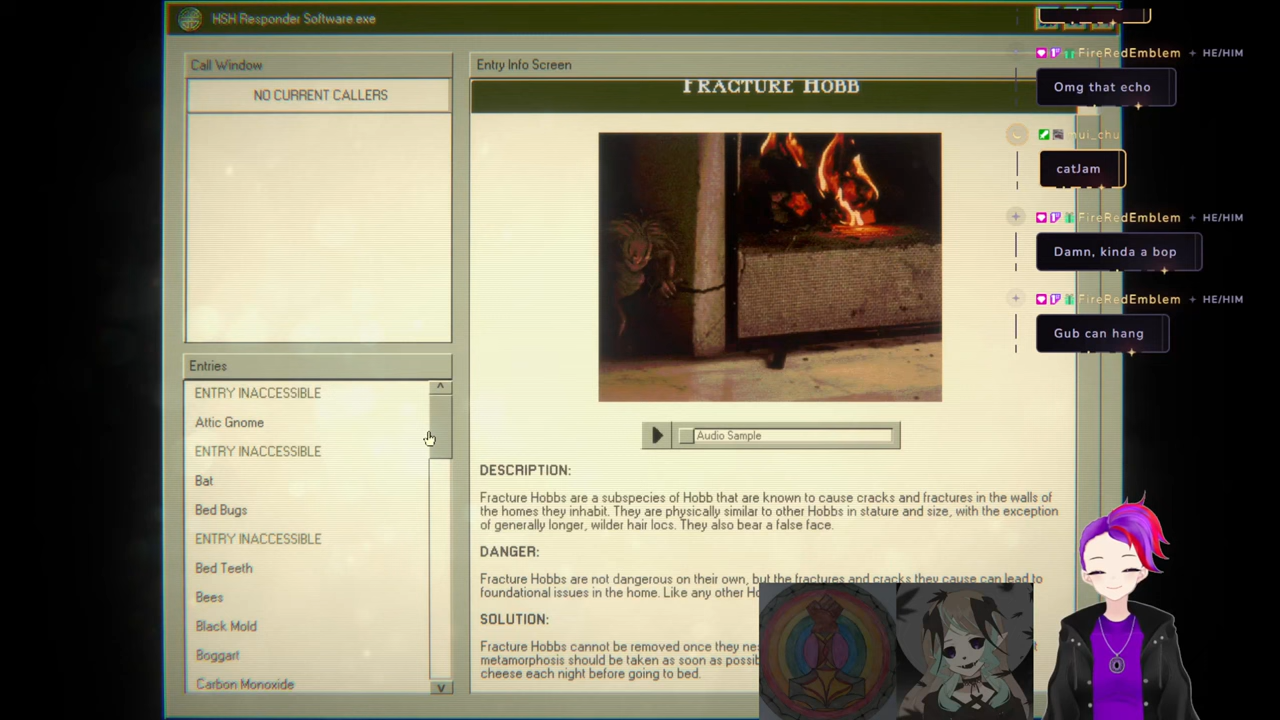 HSH Responder Software.exe
Call Window
NO CURRENT CALLERS
Entries
ENTRY INACCESSIBLE
Attic Gnome
ENTRY INACCESSIBLE
Bat
Bed Bugs
ENTRY INACCESSIBLE
Bed Teeth
Bees
Black Mold
Boggart
Carbon Monoxide
Entry Info Screen
FRACTURE HOBB
Audio Sample
DESCRIPTION:
Fracture Hobbs are a subspecies of Hobb that are known to cause cracks and fractures in the walls of
the homes they inhabit. They are physically similar to other Hobbs in stature and size, with the exception
of generally longer, wilder hair locs. They also bear a false face.
DANGER:
Fracture Hobbs are not dangerous on their own, but the fractures and cracks they cause can lead to
foundational issues in the home. Like any other
SOLUTION:
Fracture Hobbs cannot be removed once they
metamorphosis should be taken as soon as
cheese each night before going to bed.
FireRedEmblem + HE/HIM
Omg that echo
catJam
FireRedEmblem + HE/HIM
Damn, kinda a bop
FireRedEmblem + HE/HIM
Gub can hang